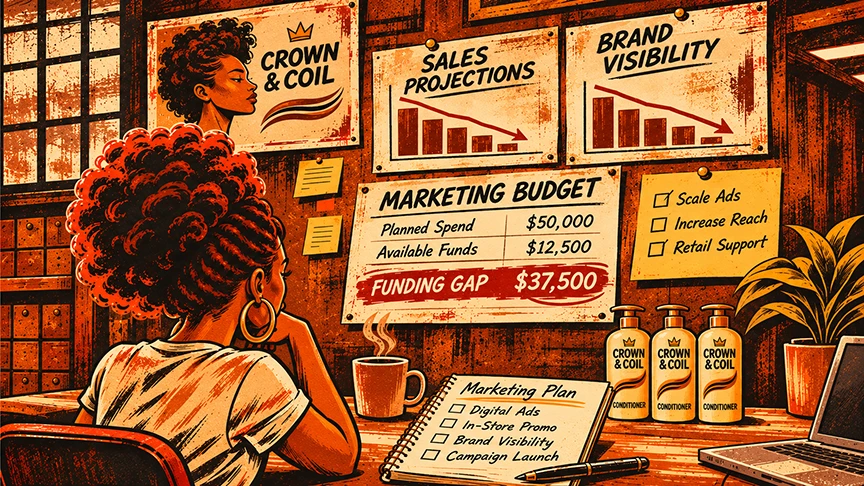 CROWN
& COIL
SALES
PROJECTIONS
BRAND
VISIBILITY
MARKETING BUDGET
Planned Spend $50,000
Available Funds $12,500
FUNDING GAP $37,500
Scale Ads
Increase Reach
Retail Support
Marketing Plan
Digital Ads
In-Store Promo
Brand Visibility
Campaign Launch
CROWN
& COIL
CONDITIONER
CROWN
& COIL
CONDITIONER
CROWN
& COIL
CONDITIONER